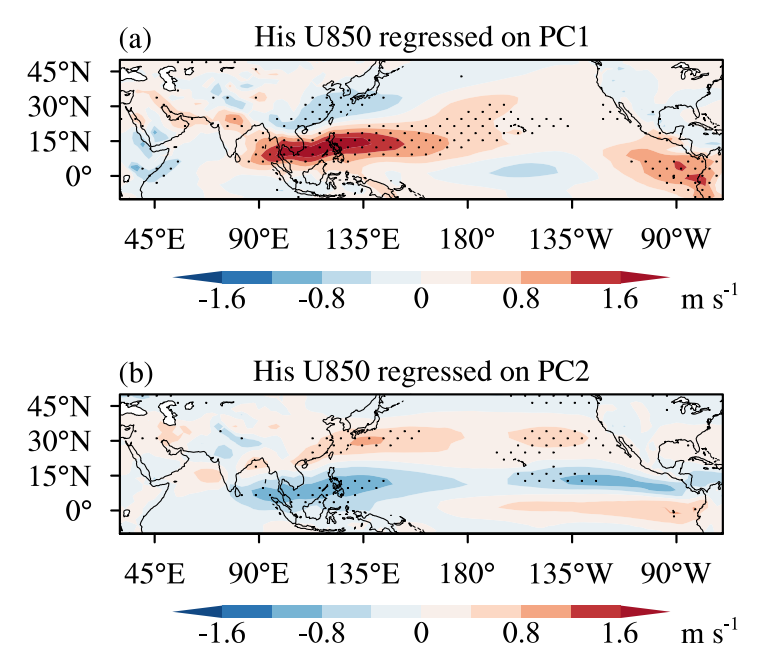 (a) His U850 regressed on PC1
45°N
30°N
15°N
0°
45°E 90°E 135°E 180° 135°W 90°W
-1.6 -0.8 0 0.8 1.6 m s-1
(b) His U850 regressed on PC2
45°N
30°N
15°N
0°
45°E 90°E 135°E 180° 135°W 90°W
-1.6 -0.8 0 0.8 1.6 m s-1